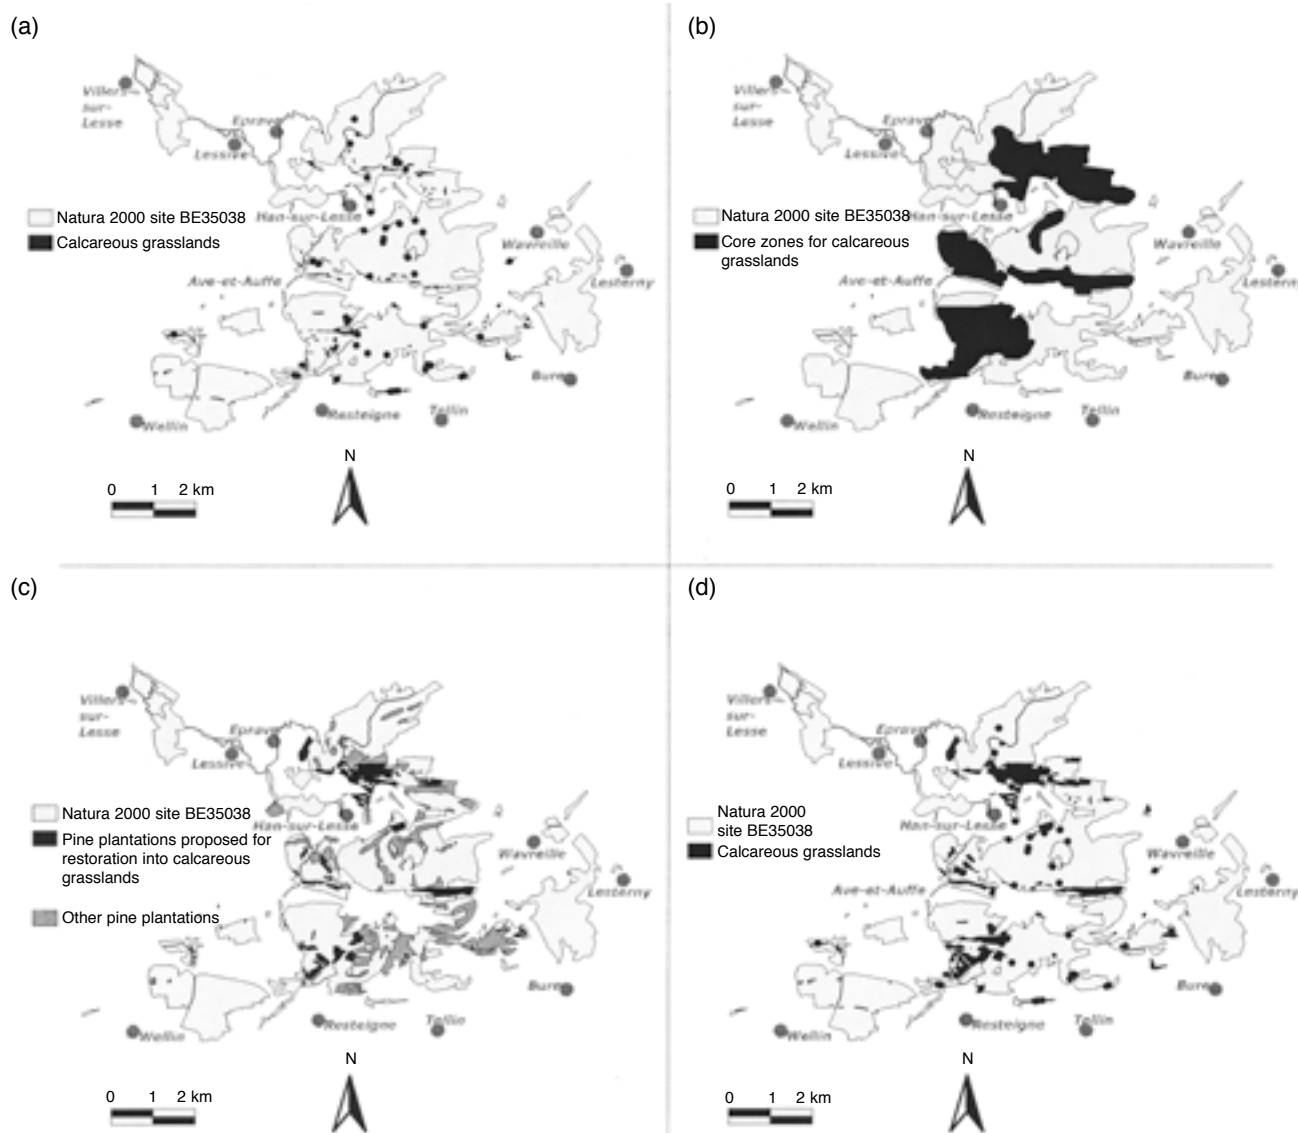 (a)
Villers-
sur-
Lesse
Eprave
Lessive
Natura 2000 site BE35038
Han-sur-Lesse
Calcareous grasslands
Wavreille
Ave-et-Auffe
Lesterny
Bure
Resteigne
Tellin
Wellin
N
0 1 2 km
(b)
Villers-
sur-
Lesse
Eprave
Lessive
Natura 2000 site BE35038
Han-sur-Lesse
Core zones for calcareous
grasslands
Wavreille
Ave-et-Auffe
Lesterny
Bure
Resteigne
Tellin
Wellin
N
0 1 2 km
(c)
Villers-
sur-
Lesse
Eprave
Lessive
Natura 2000 site BE35038
Han-sur-Lesse
Pine plantations proposed for
restoration into calcareous
grasslands
Wavreille
Lesterny
Other pine plantations
Bure
Resteigne
Tellin
Wellin
N
0 1 2 km
(d)
Villers-
sur-
Lesse
Eprave
Lessive
Natura 2000
site BE35038
Han-sur-Lesse
Calcareous grasslands
Wavreille
Ave-et-Auffe
Lesterny
Bure
Resteigne
Tellin
Wellin
N
0 1 2 km